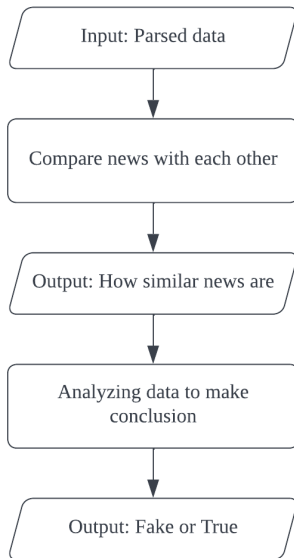 Input: Parsed data
Compare news with each other
Output: How similar news are
Analyzing data to make
conclusion
Output: Fake or True